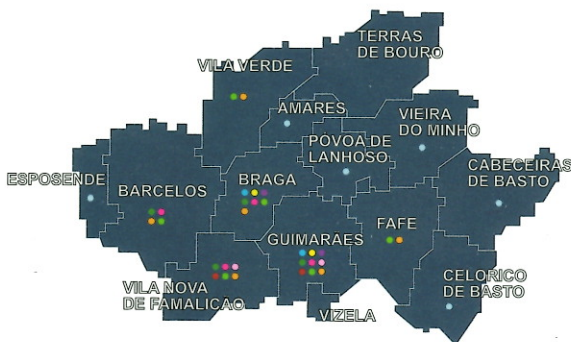 TERRAS
DE BOURO
VILA VERDE
AMARES
VIEIRA
DO MINHO
POVOA DE
LANHOSO
CABECEIRAS
DE BASTO
ESPOSENDE
BARCELOS
BRAGA
FAFE
GUIMARAES
VILA NOVA
DE FAMALICAO
CELORICO
DE BASTO
VIZELA